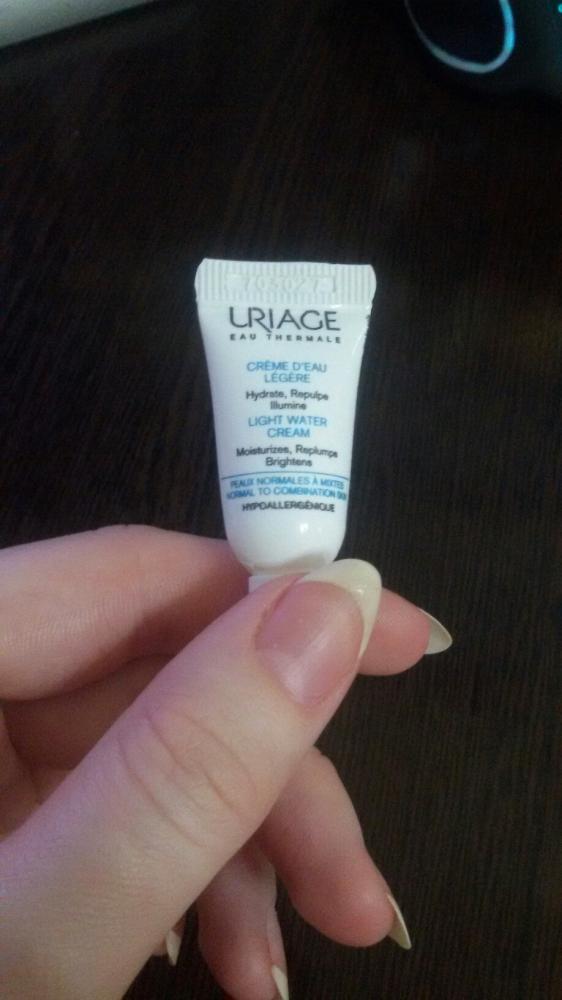 703027
URIAGE
EAU THERMALE
CRÈME D'EAU
LÉGÈRE
Hydrate, Repulpe
Illumine
LIGHT WATER
CREAM
Moisturizes, Replumps
Brightens
PEAUX NORMALES À MIXTES
NORMAL TO COMBINATION SKIN
HYPOALLERGÉNIQUE